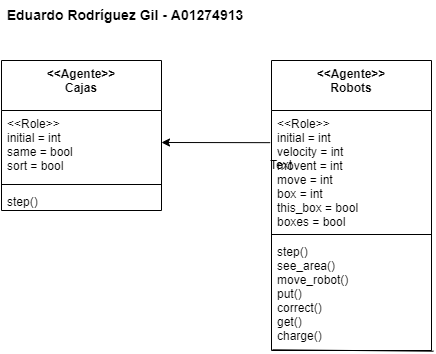 Eduardo Rodríguez Gil - A01274913
<<Agente>>
Cajas
<<Role>>
initial = int
same = bool
sort = bool
step()
<<Agente>>
Robots
<<Role>>
initial = int
velocity = int
movent = int
Text
move = int
box = int
this_box = bool
boxes = bool
step()
see_area()
move_robot()
put()
correct()
get()
charge()